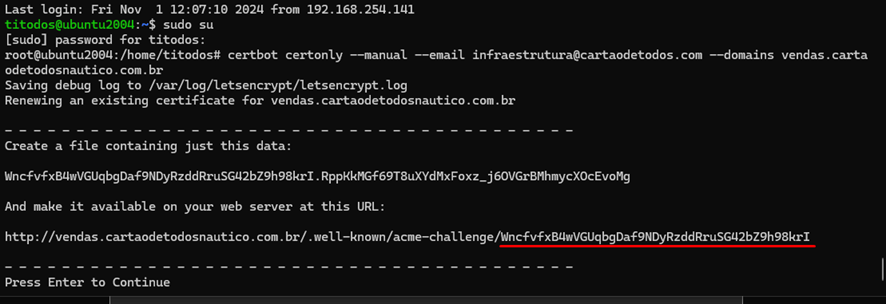 Last login: Fri Nov  1 12:07:10 2024 from 192.168.254.141
titodos@ubuntu2004:~$ sudo su
[sudo] password for titodos:
root@ubuntu2004:/home/titodos# certbot certonly --manual --email infraestrutura@cartaodetodos.com --domains vendas.carta
odetodosnautico.com.br
Saving debug log to /var/log/letsencrypt/letsencrypt.log
Renewing an existing certificate for vendas.cartaodetodosnautico.com.br
- - - - - - - - - - - - - - - - - - - - - - - - - - - - - - - - - - - - - - - -
Create a file containing just this data:
WncfvfxB4wVGUqbgDaf9NDyRzddRruSG42bZ9h98krI.RppKkMGf69T8uXYdMxFoxz_j6OVGrBMhmycXOcEvoMg
And make it available on your web server at this URL:
http://vendas.cartaodetodosnautico.com.br/.well-known/acme-challenge/WncfvfxB4wVGUqbgDaf9NDyRzddRruSG42bZ9h98krI
- - - - - - - - - - - - - - - - - - - - - - - - - - - - - - - - - - - - - - - -
Press Enter to Continue